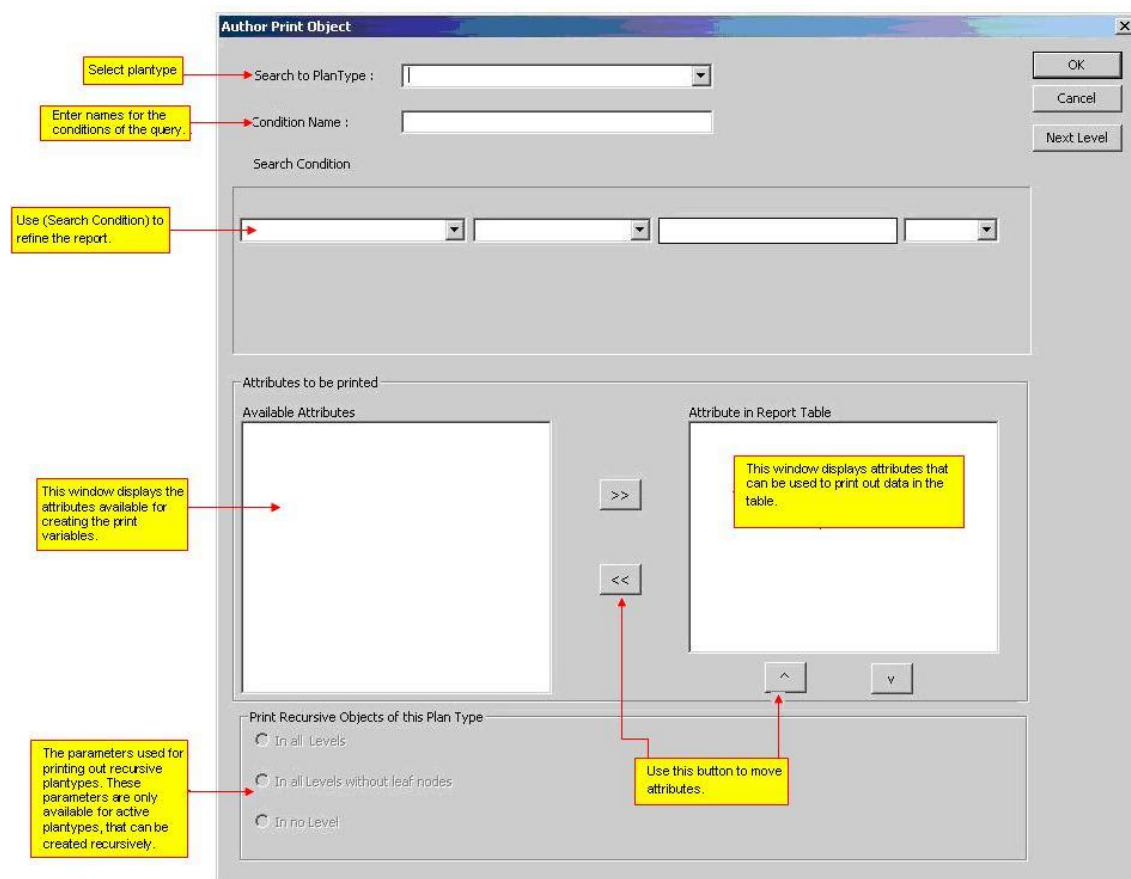 Author Print Object
Select plantype
Search to PlanType :
OK
Cancel
Enter names for the
conditions of the query.
Condition Name :
Next Level
Search Condition
Use (Search Condition) to
refine the report.
Attributes to be printed
Available Attributes
Attribute in Report Table
This window displays attributes that
can be used to print out data in the
table.
This window displays the
attributes available for
creating the print
variables.
>>
<<
^
v
Print Recursive Objects of this Plan Type
In all Levels
In all Levels without leaf nodes
In no Level
The parameters used for
printing out recursive
plantypes. These
parameters are only
available for active
plantypes, that can be
created recursively.
Use this button to move
attributes.